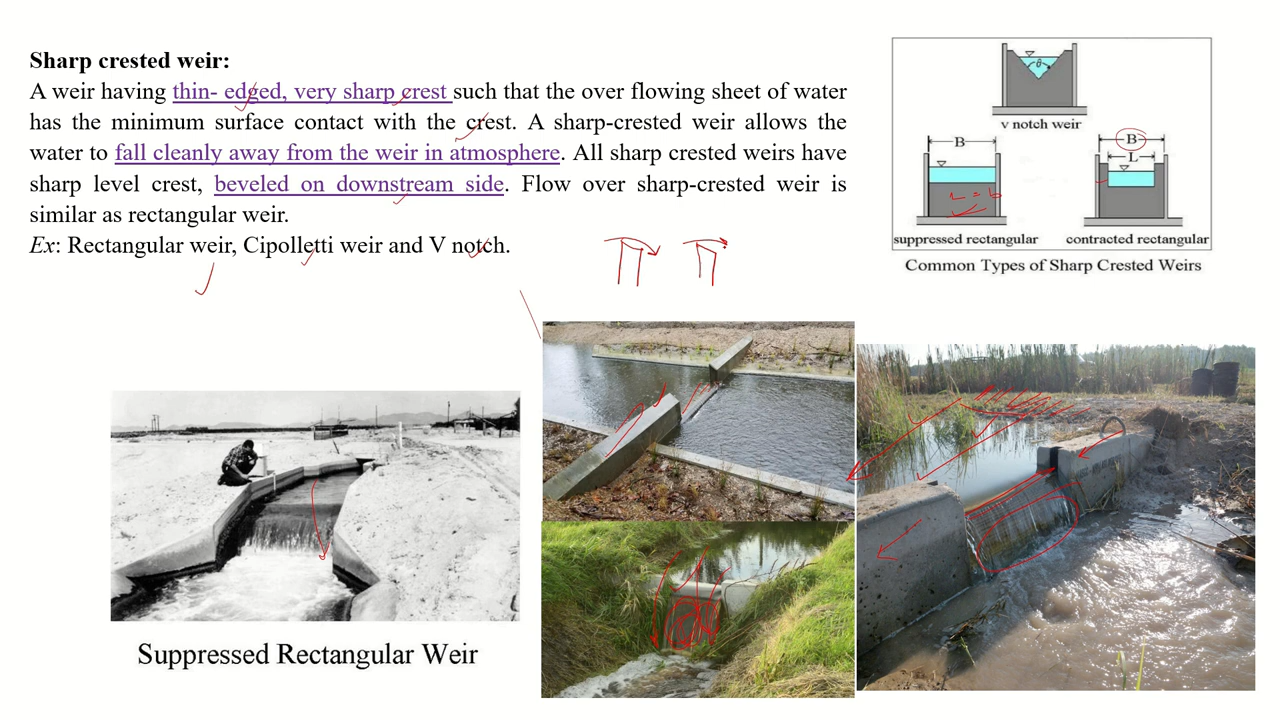 Sharp crested weir:
A weir having thin- edged, very sharp crest such that the over flowing sheet of water
has the minimum surface contact with the crest. A sharp-crested weir allows the
water to fall cleanly away from the weir in atmosphere. All sharp crested weirs have
sharp level crest, beveled on downstream side. Flow over sharp-crested weir is
similar as rectangular weir.
Ex: Rectangular weir, Cipolletti weir and V notch.
θ
v notch weir
B
L = b
suppressed rectangular
B
L
contracted rectangular
Common Types of Sharp Crested Weirs
Suppressed Rectangular Weir